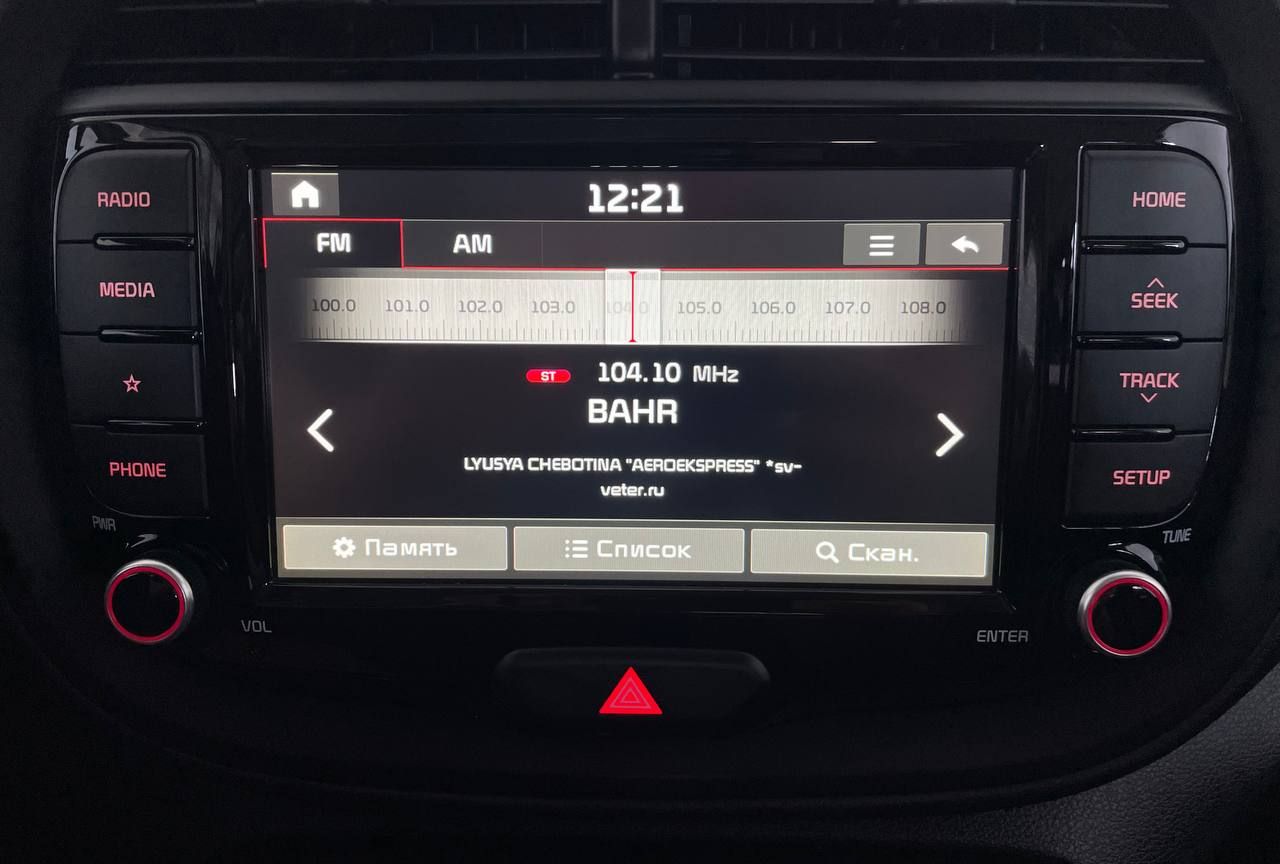 12:21
FM AM
100.0 101.0 102.0 103.0 104.0 105.0 106.0 107.0 108.0
ST 104.10 MHz
BAHR
LYUSYA CHEBOTINA "AEROEKSPRESS" *sv-
veter.ru
Память Список Скан.
RADIO
MEDIA
PHONE
PWR
VOL
HOME
SEEK
TRACK
SETUP
TUNE
ENTER